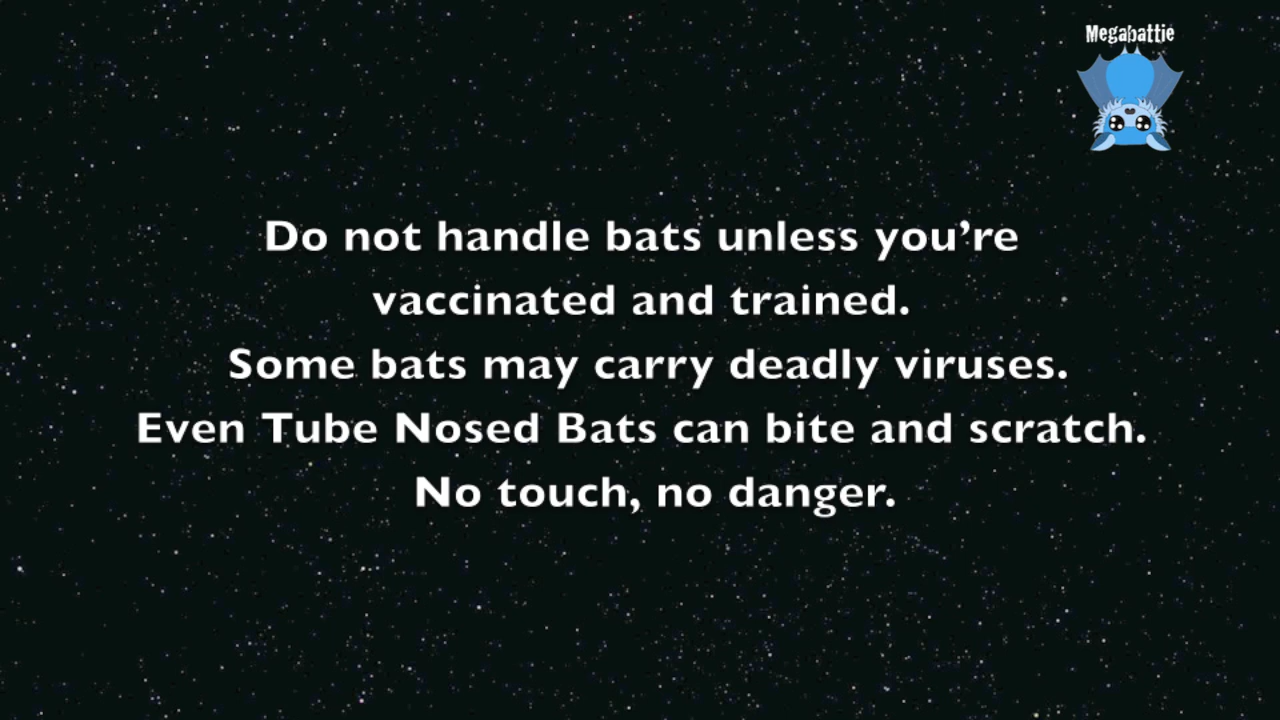 Megabattie
Do not handle bats unless you’re
vaccinated and trained.
Some bats may carry deadly viruses.
Even Tube Nosed Bats can bite and scratch.
No touch, no danger.